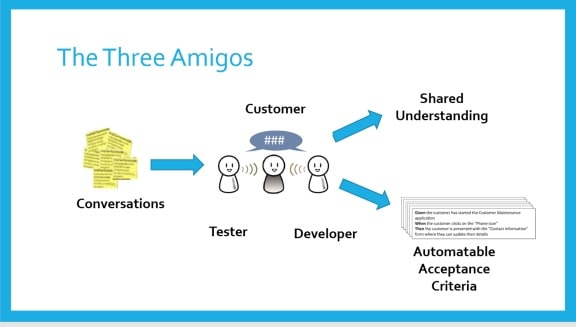 The Three Amigos
Customer
###
Shared
Understanding
Conversations
Tester
Developer
Given the customer has started the Customer Maintenance
application
When the customer clicks on the "Phone Icon"
Then the customer is presented with the "Contact Information"
form where they can update their details
Automatable
Acceptance
Criteria